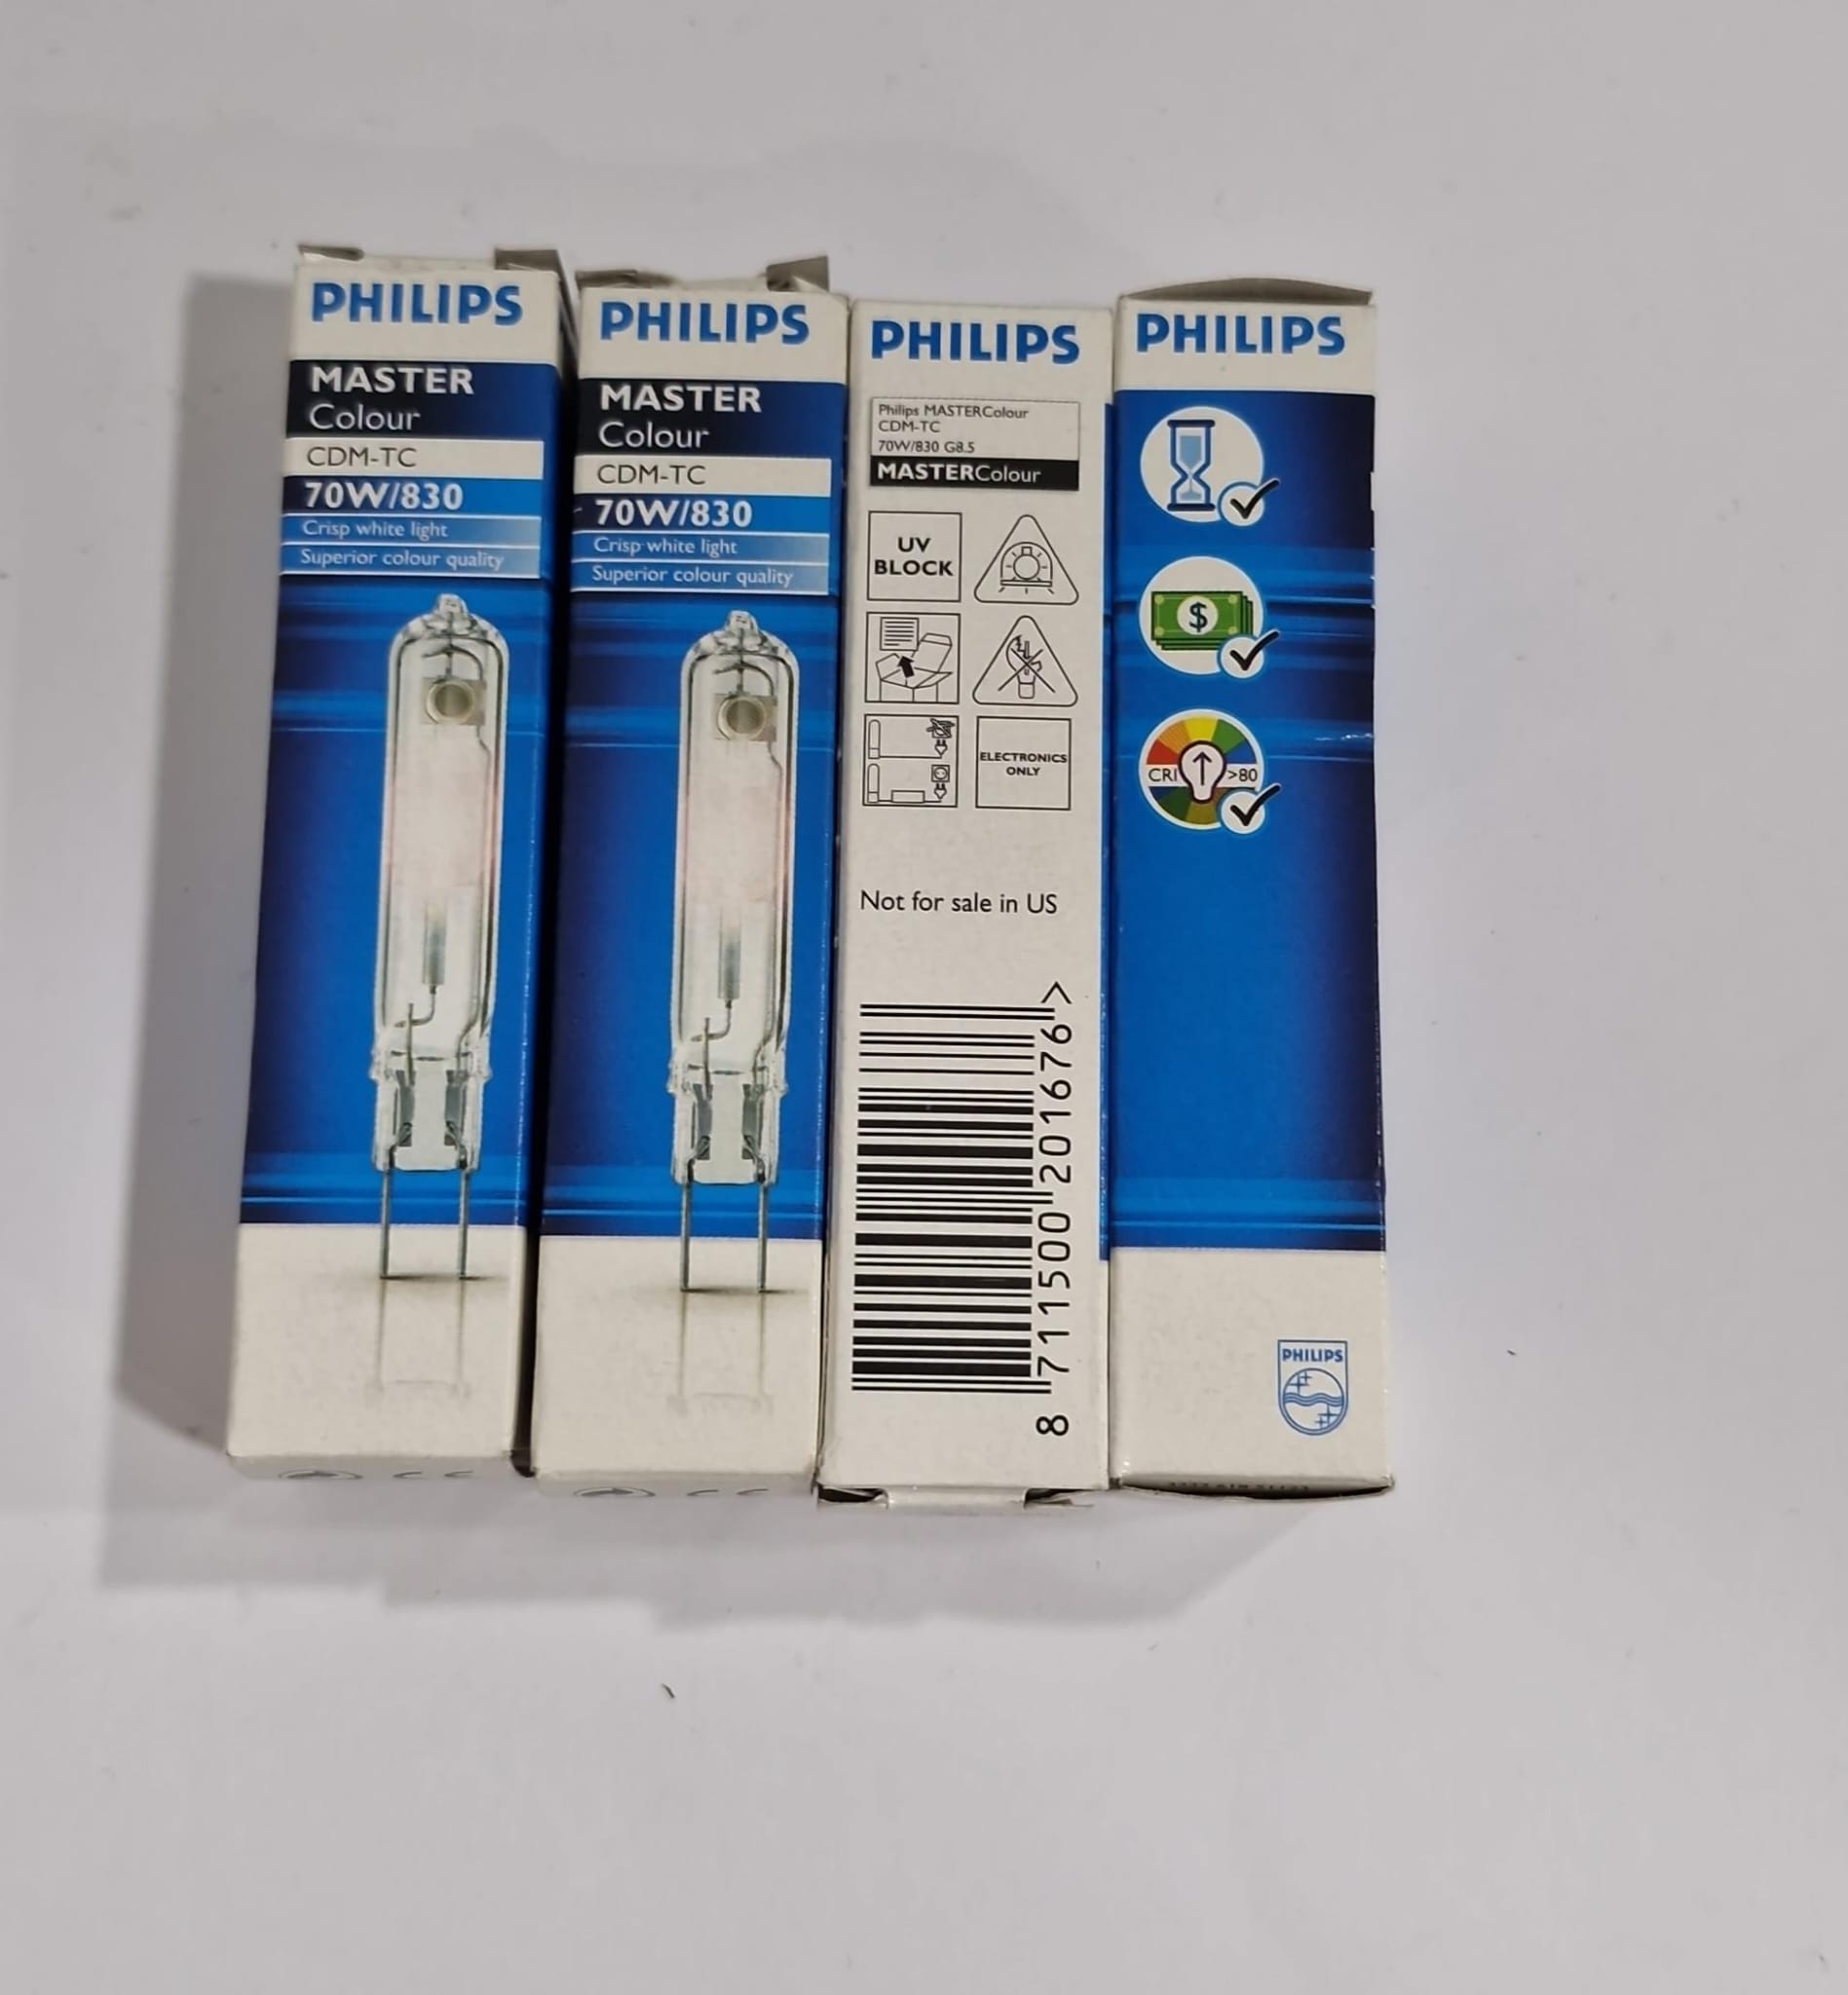 PHILIPS
MASTER
Colour
CDM-TC
70W/830
Crisp white light
Superior colour quality
PHILIPS
MASTER
Colour
CDM-TC
70W/830
Crisp white light
Superior colour quality
PHILIPS
Philips MASTERColour
CDM-TC
70W/830 G8.5
MASTERColour
UV
BLOCK
ELECTRONICS
ONLY
Not for sale in US
8 711500 201676 >
PHILIPS
$
CRI >80
PHILIPS